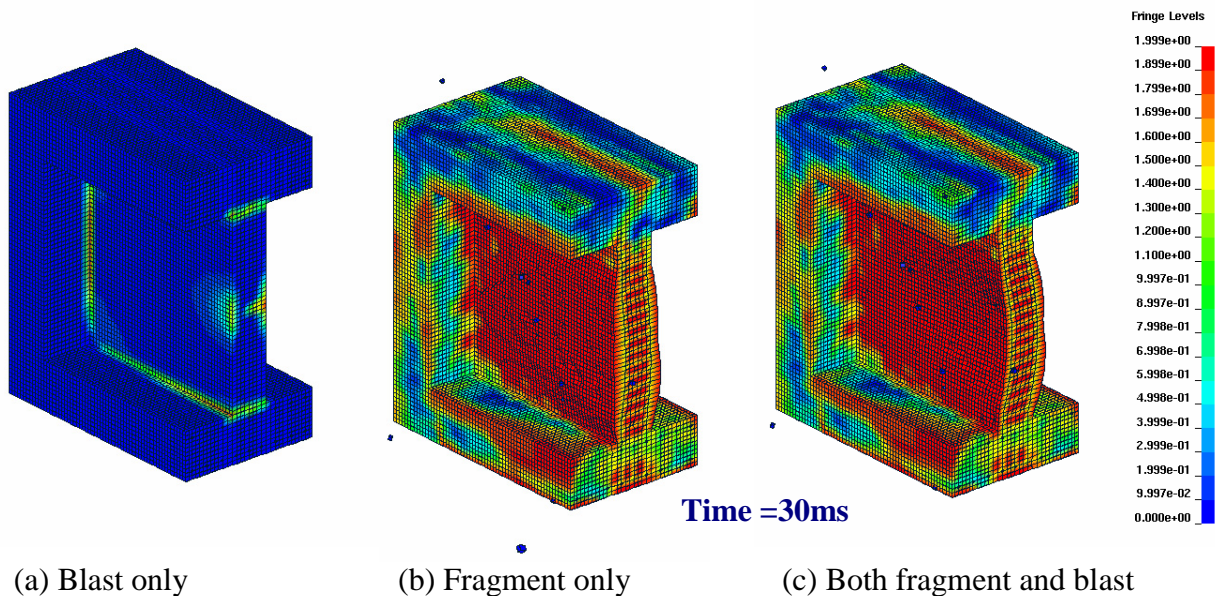 Fringe Levels
1.999e+00
1.899e+00
1.799e+00
1.699e+00
1.600e+00
1.500e+00
1.400e+00
1.300e+00
1.200e+00
1.100e+00
9.997e-01
8.997e-01
7.998e-01
6.998e-01
5.998e-01
4.998e-01
3.999e-01
2.999e-01
1.999e-01
9.997e-02
0.000e+00
Time =30ms
(a) Blast only
(b) Fragment only
(c) Both fragment and blast